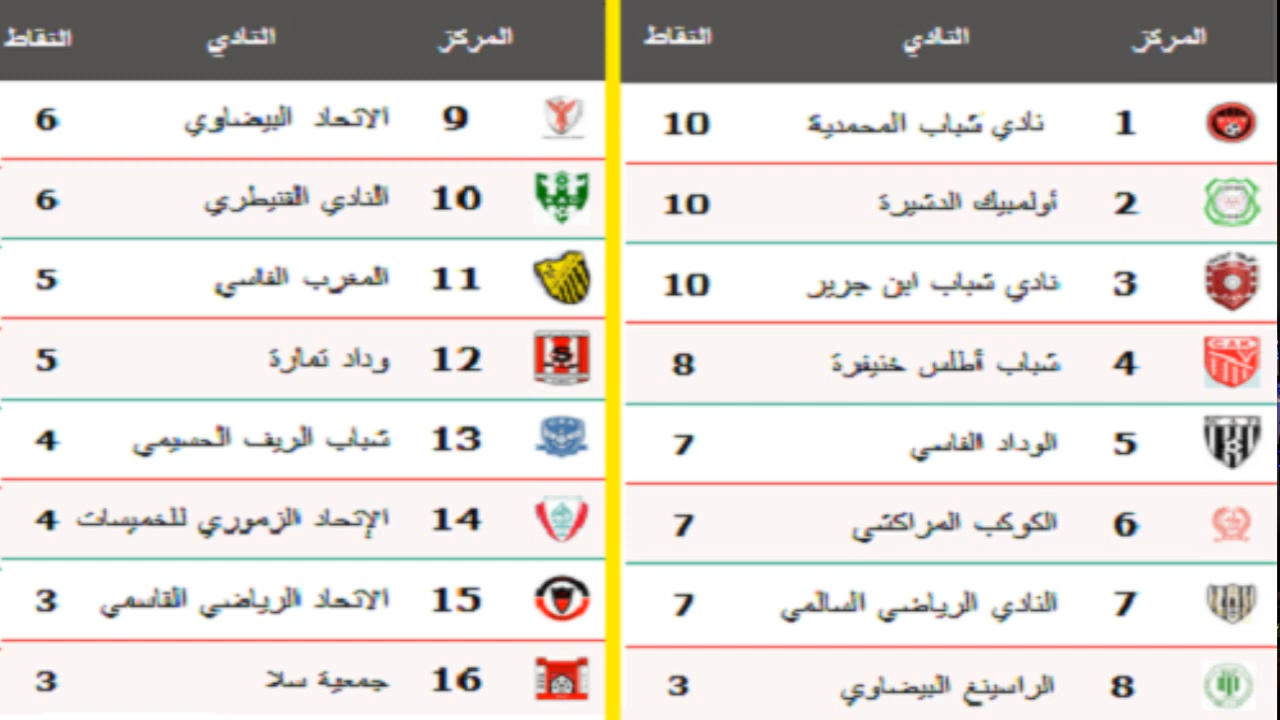 المركز النادي النقاط
1 نادي شباب المحمدية 10
2 أولمبيك الدشيرة 10
3 نادي شباب ابن جرير 10
4 شباب أطلس خنيفرة 8
5 الوداد الفاسي 7
6 الكوكب المراكشي 7
7 النادي الرياضي السالمي 7
8 الراسينغ البيضاوي 3
المركز النادي النقاط
9 الاتحاد البيضاوي 6
10 النادي القنيطري 6
11 المغرب الفاسي 5
12 وداد تمارة 5
13 شباب الريف الحسيمي 4
14 الإتحاد الزموري للخميسات 4
15 الاتحاد الرياضي القاسمي 3
16 جمعية سلا 3